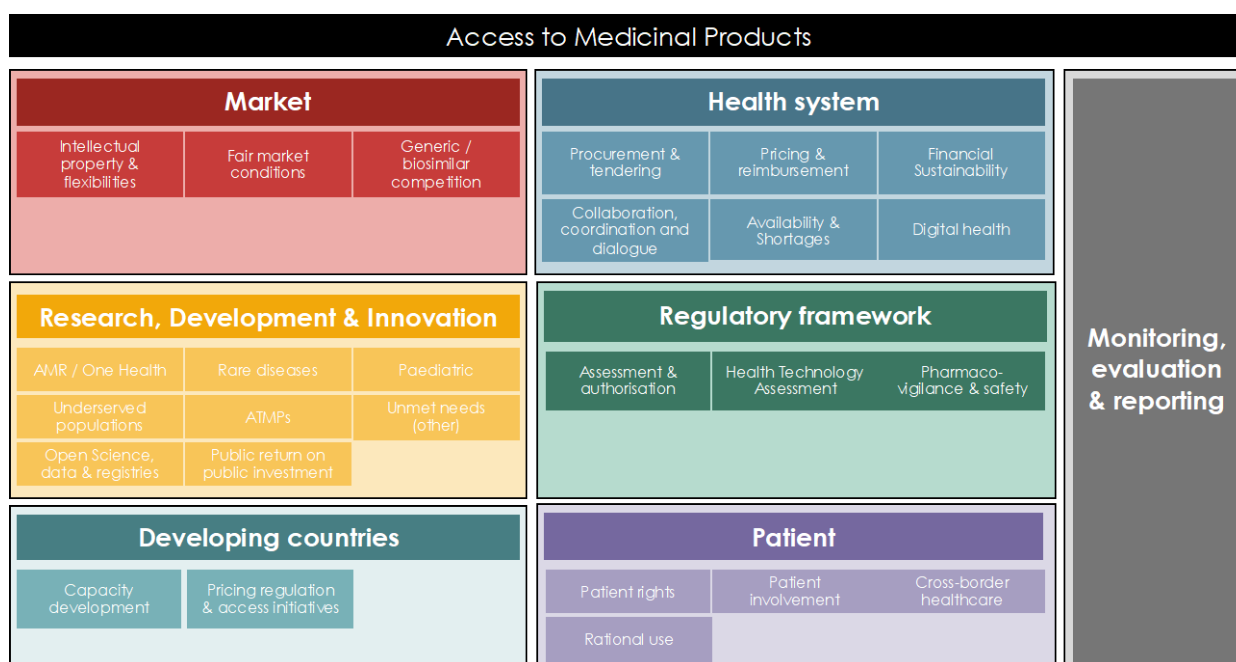 Access to Medicinal Products
Market
Intellectual
property &
flexibilities
Fair market
conditions
Generic /
biosimilar
competition
Health system
Procurement &
tendering
Pricing &
reimbursement
Financial
Sustainability
Collaboration,
coordination and
dialogue
Availability &
Shortages
Digital health
Research, Development & Innovation
AMR / One Health
Rare diseases
Paediatric
Underserved
populations
ATMPs
Unmet needs
(other)
Open Science,
data & registries
Public return on
public investment
Regulatory framework
Assessment &
authorisation
Health Technology
Assessment
Pharmaco-
vigilance & safety
Developing countries
Capacity
development
Pricing regulation
& access initiatives
Patient
Patient rights
Patient
involvement
Cross-border
healthcare
Rational use
Monitoring,
evaluation
& reporting